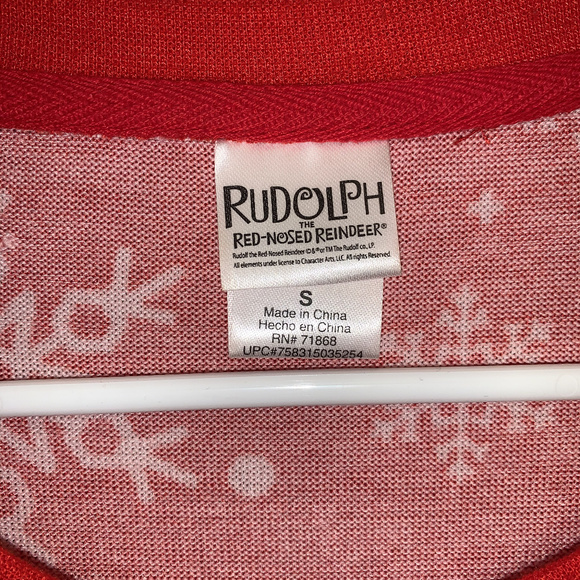 RUDOLPH
THE
RED-NOSED REINDEER®
Rudolf the Red-Nosed Reindeer © & ® or TM The Rudolf co., L.P.
All elements under license to Character Arts, LLC. All rights Reserved.
S
Made in China
Hecho en China
RN# 71868
UPC#758315035254